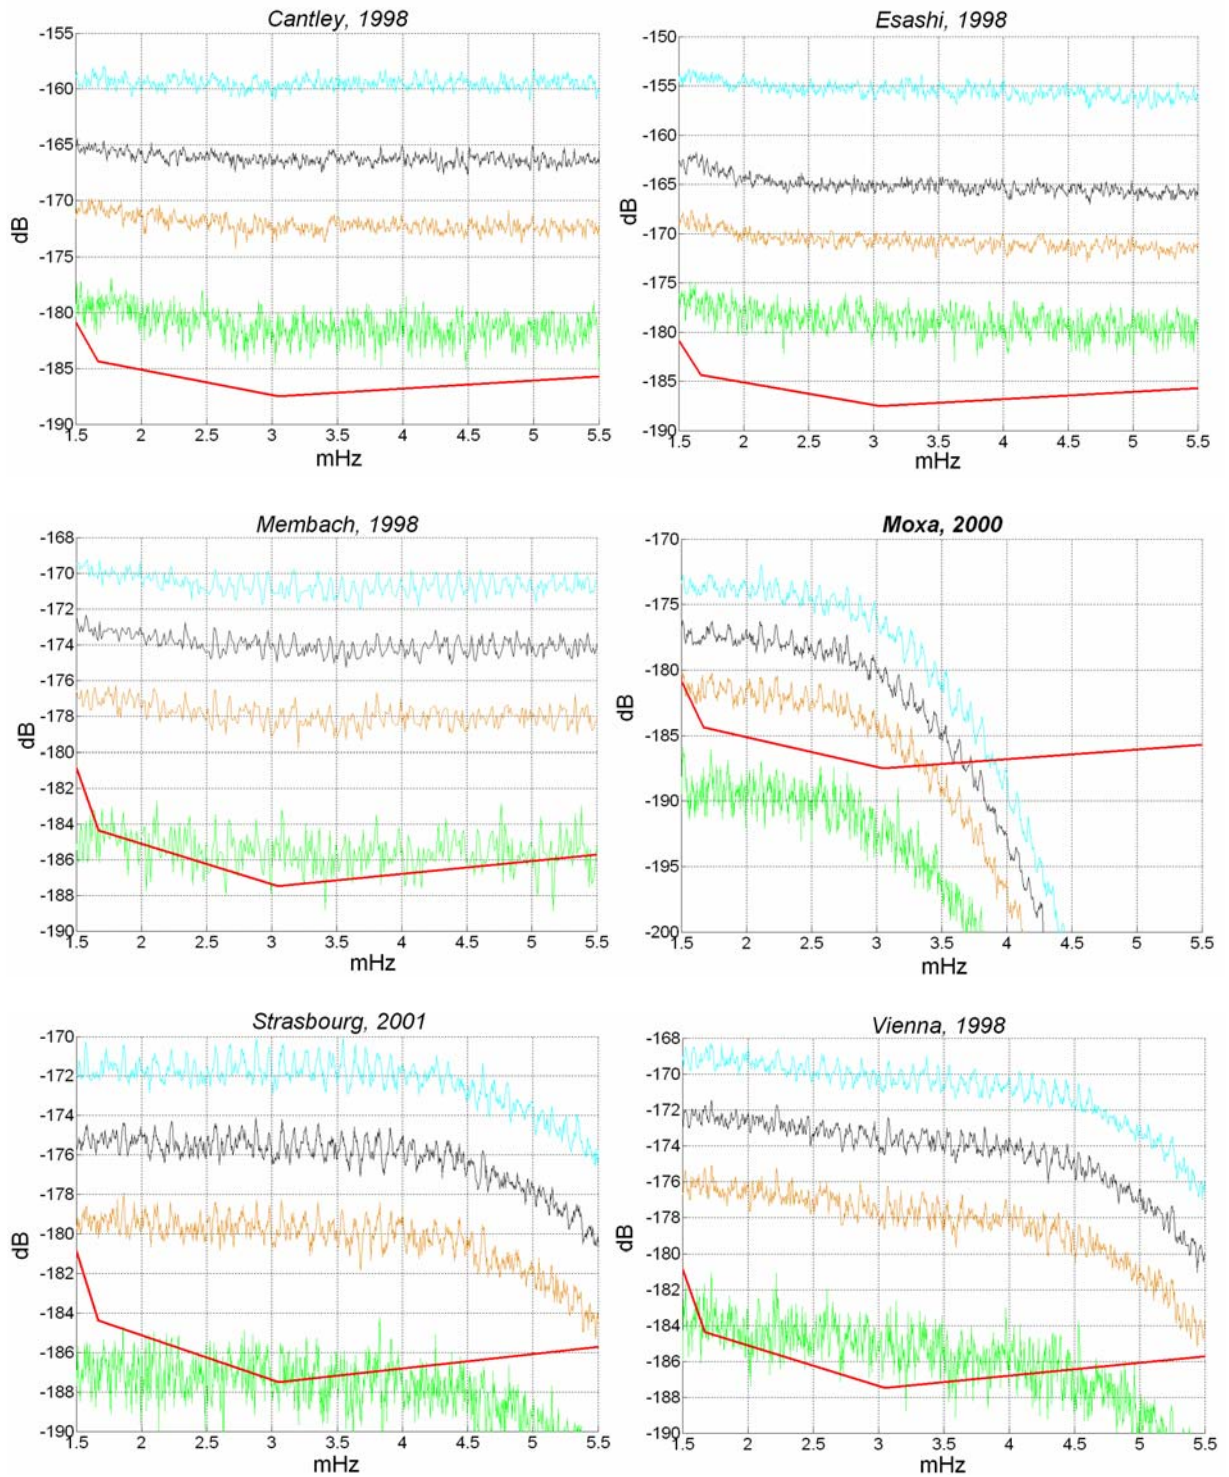 Cantley, 1998
-155
-160
-165
-170
-175
-180
-185
-190
dB
1.5 2 2.5 3 3.5 4 4.5 5 5.5
mHz
Esashi, 1998
-150
-155
-160
-165
-170
-175
-180
-185
-190
dB
1.5 2 2.5 3 3.5 4 4.5 5 5.5
mHz
Membach, 1998
-168
-170
-172
-174
-176
-178
-180
-182
-184
-186
-188
-190
dB
1.5 2 2.5 3 3.5 4 4.5 5 5.5
mHz
Moxa, 2000
-170
-175
-180
-185
-190
-195
-200
dB
1.5 2 2.5 3 3.5 4 4.5 5 5.5
mHz
Strasbourg, 2001
-170
-172
-174
-176
-178
-180
-182
-184
-186
-188
-190
dB
1.5 2 2.5 3 3.5 4 4.5 5 5.5
mHz
Vienna, 1998
-168
-170
-172
-174
-176
-178
-180
-182
-184
-186
-188
-190
dB
1.5 2 2.5 3 3.5 4 4.5 5 5.5
mHz